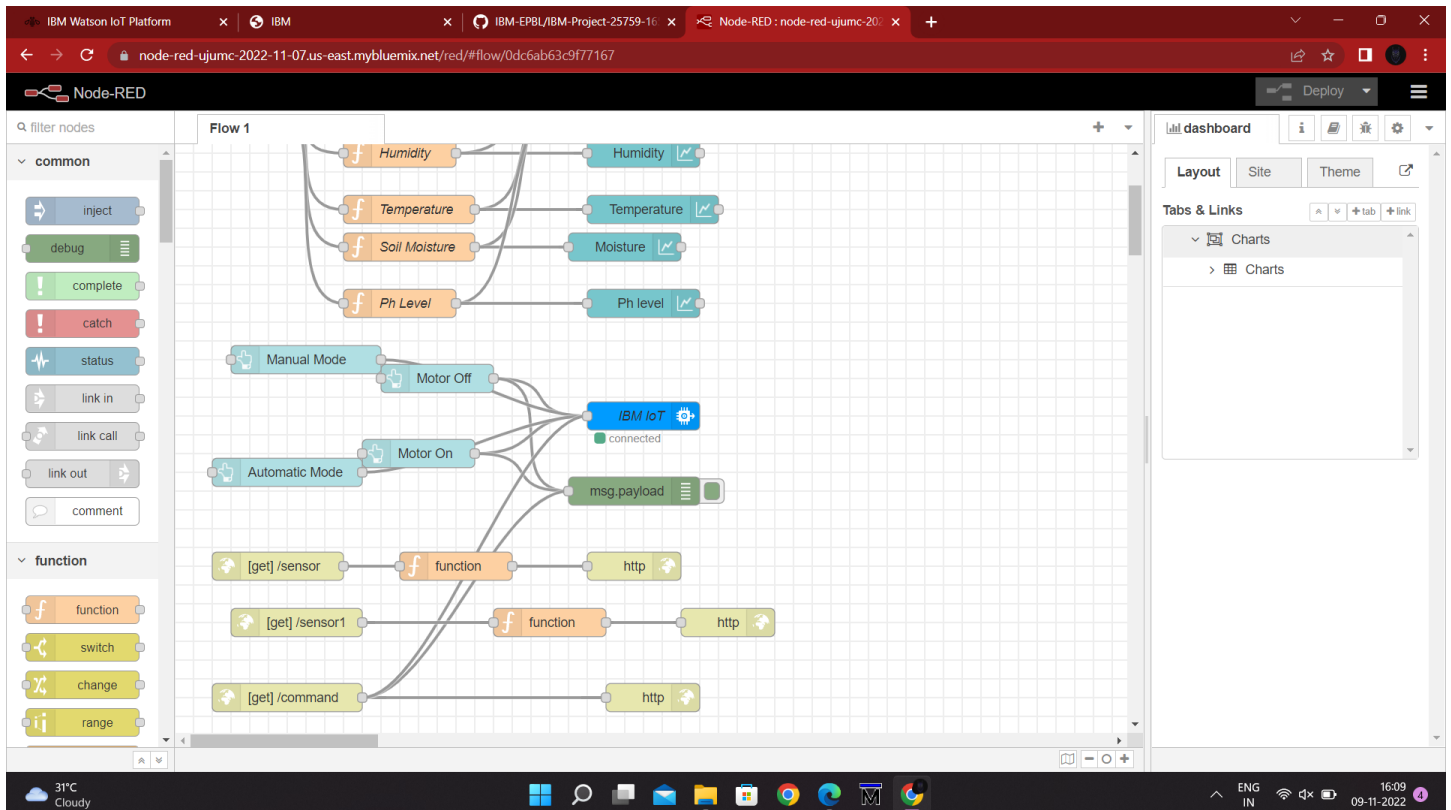 IBM Watson IoT Platform
IBM
IBM-EPBL/IBM-Project-25759-16
Node-RED : node-red-ujumc-202
node-red-ujumc-2022-11-07.us-east.mybluemix.net/red/#flow/0dc6ab63c9f77167
Node-RED
Deploy
filter nodes
Flow 1
dashboard
common
inject
debug
complete
catch
status
link in
link call
link out
comment
function
function
switch
change
range
Humidity
Humidity
Temperature
Temperature
Soil Moisture
Moisture
Ph Level
Ph level
Manual Mode
Motor Off
IBM IoT
connected
Motor On
Automatic Mode
msg.payload
[get] /sensor
function
http
[get] /sensor1
function
http
[get] /command
http
Layout
Site
Theme
Tabs & Links
tab
link
Charts
Charts
31°C
Cloudy
ENG
IN
16:09
09-11-2022
4